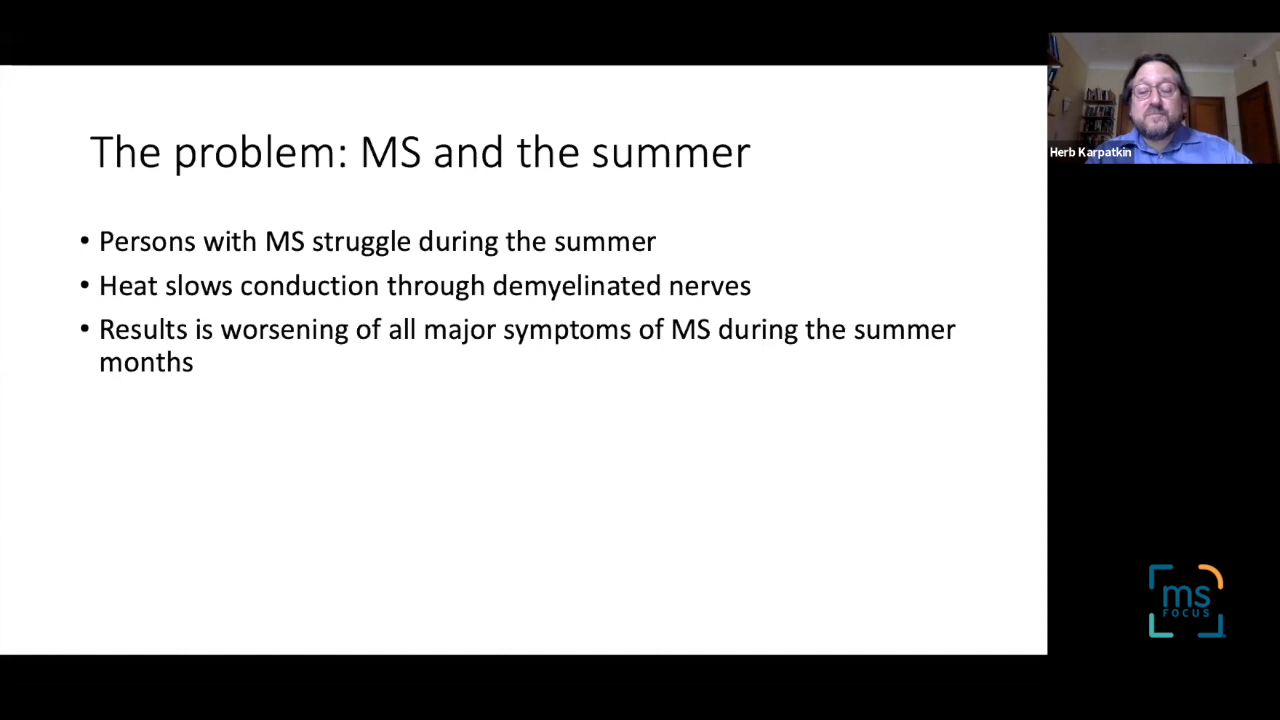 The problem: MS and the summer
• Persons with MS struggle during the summer
• Heat slows conduction through demyelinated nerves
• Results is worsening of all major symptoms of MS during the summer
months
Herb Karpatkin
ms
FOCUS